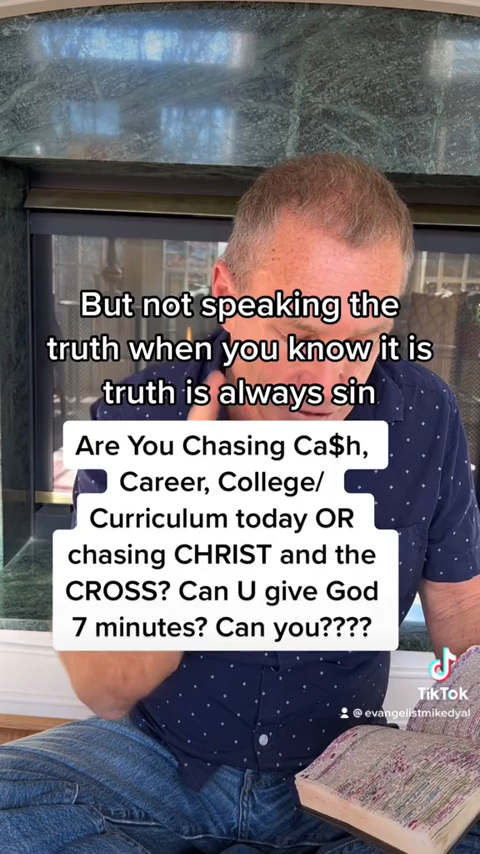 But not speaking the
truth when you know it is
truth is always sin
Are You Chasing Ca$h,
Career, College/
Curriculum today OR
chasing CHRIST and the
CROSS? Can U give God
7 minutes? Can you????
TikTok
@evangelistmikedyal